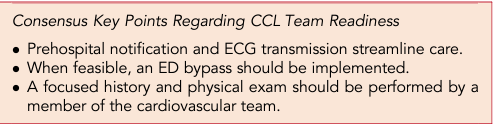 Consensus Key Points Regarding CCL Team Readiness
• Prehospital notification and ECG transmission streamline care.
• When feasible, an ED bypass should be implemented.
• A focused history and physical exam should be performed by a
member of the cardiovascular team.